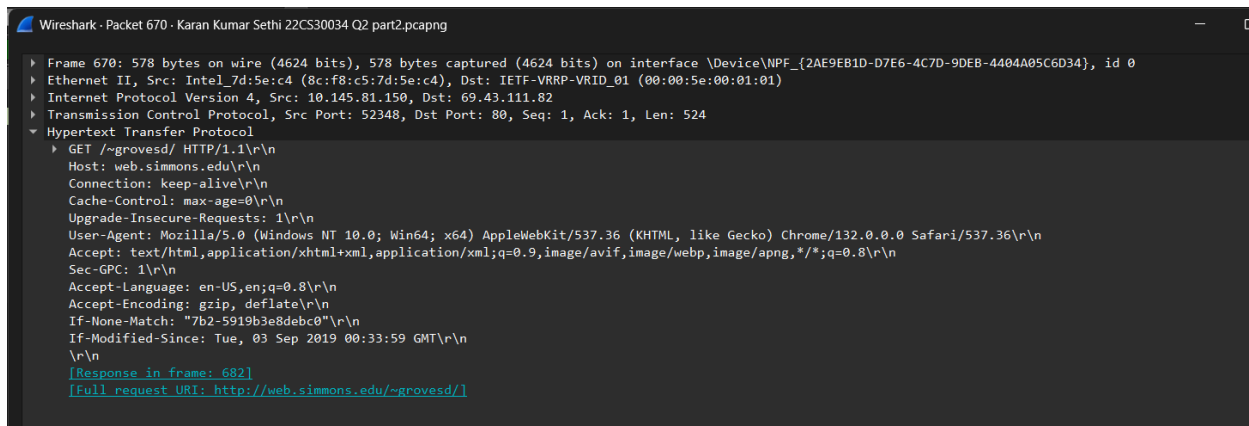 Wireshark · Packet 670 · Karan Kumar Sethi 22CS30034 Q2 part2.pcapng
Frame 670: 578 bytes on wire (4624 bits), 578 bytes captured (4624 bits) on interface \Device\NPF_{2AE9EB1D-D7E6-4C7D-9DEB-4404A05C6D34}, id 0
Ethernet II, Src: Intel_7d:5e:c4 (8c:f8:c5:7d:5e:c4), Dst: IETF-VRRP-VRID_01 (00:00:5e:00:01:01)
Internet Protocol Version 4, Src: 10.145.81.150, Dst: 69.43.111.82
Transmission Control Protocol, Src Port: 52348, Dst Port: 80, Seq: 1, Ack: 1, Len: 524
Hypertext Transfer Protocol
GET /~grovesd/ HTTP/1.1\r\n
Host: web.simmons.edu\r\n
Connection: keep-alive\r\n
Cache-Control: max-age=0\r\n
Upgrade-Insecure-Requests: 1\r\n
User-Agent: Mozilla/5.0 (Windows NT 10.0; Win64; x64) AppleWebKit/537.36 (KHTML, like Gecko) Chrome/132.0.0.0 Safari/537.36\r\n
Accept: text/html,application/xhtml+xml,application/xml;q=0.9,image/avif,image/webp,image/apng,*/*;q=0.8\r\n
Sec-GPC: 1\r\n
Accept-Language: en-US,en;q=0.8\r\n
Accept-Encoding: gzip, deflate\r\n
If-None-Match: "7b2-5919b3e8debc0"\r\n
If-Modified-Since: Tue, 03 Sep 2019 00:33:59 GMT\r\n
\r\n
[Response in frame: 682]
[Full request URI: http://web.simmons.edu/~grovesd/]